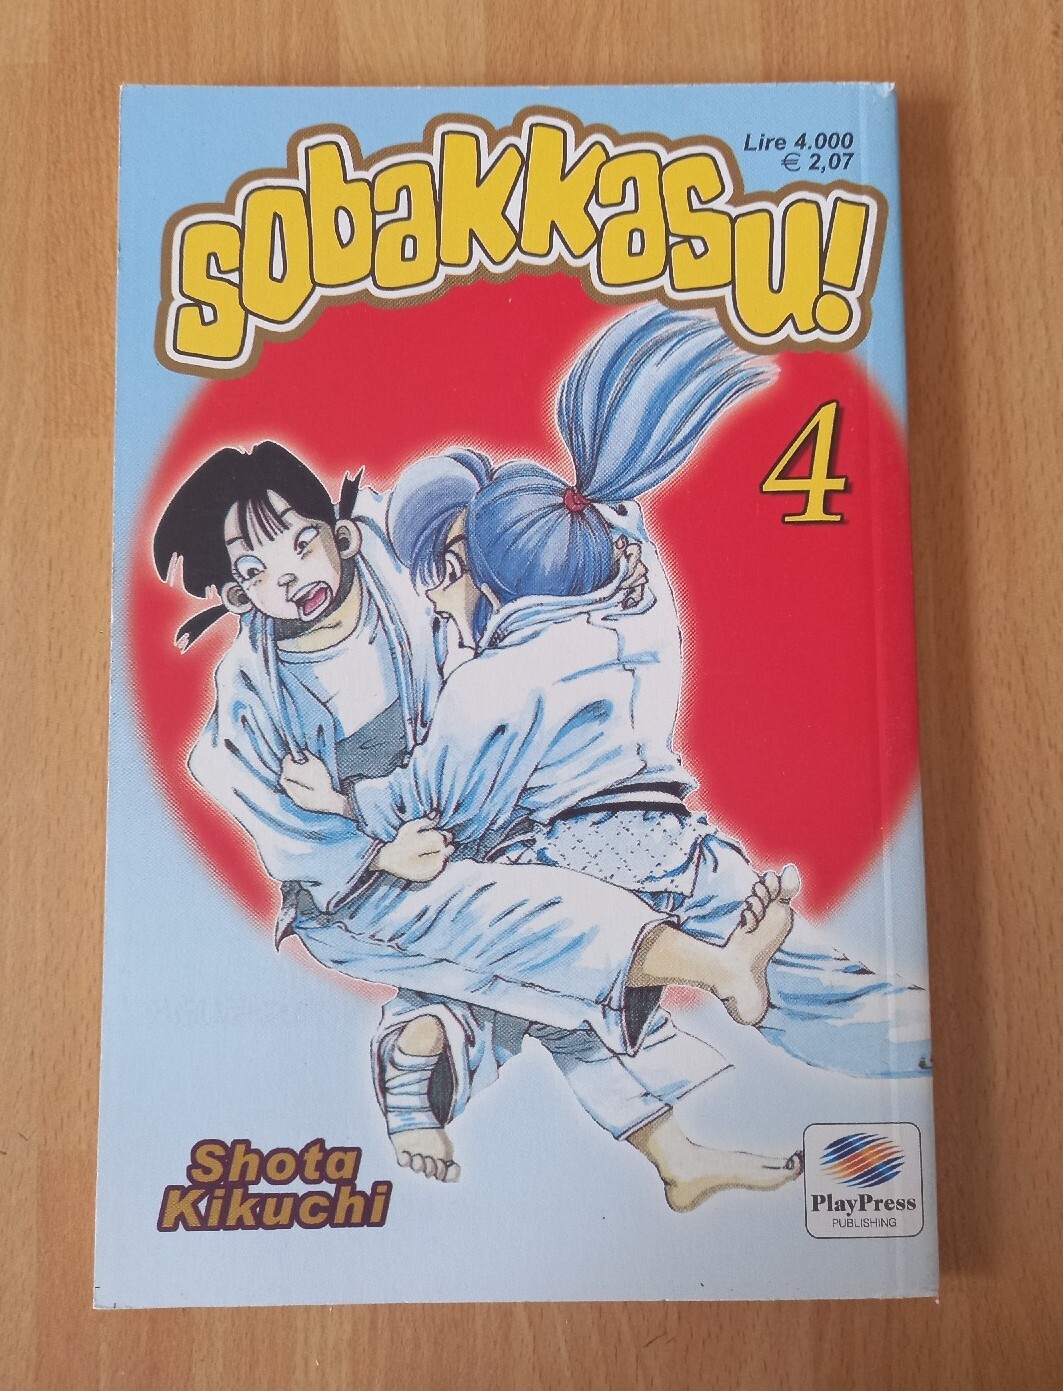 Lire 4.000
€ 2,07
SobakkaSu!
4
Shota
Kikuchi
PlayPress
PUBLISHING